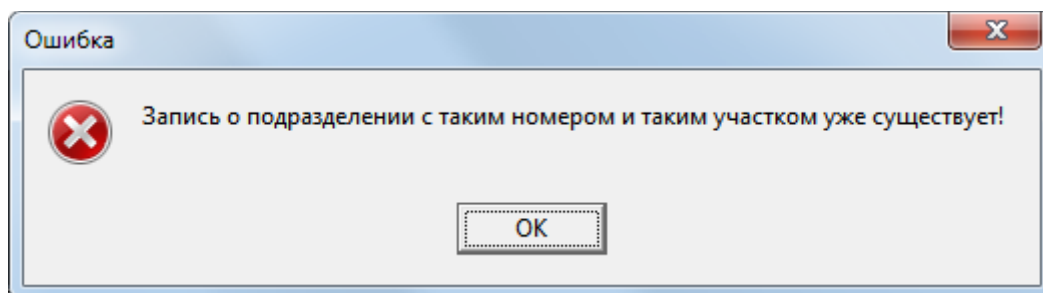 Ошибка
Запись о подразделении с таким номером и таким участком уже существует!
OK